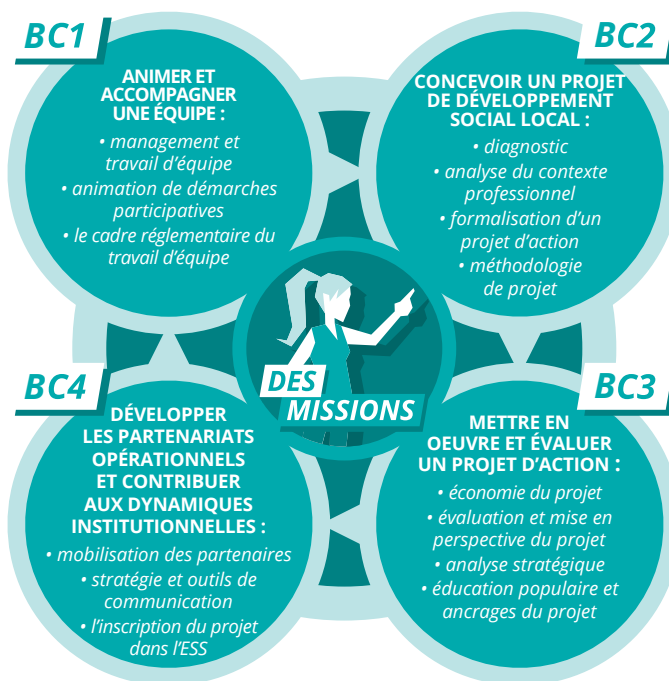 BC1
ANIMER ET
ACCOMPAGNER
UNE ÉQUIPE :
• management et
travail d'équipe
• animation de démarches
participatives
• le cadre réglementaire du
travail d'équipe
BC2
CONCEVOIR UN PROJET
DE DÉVELOPPEMENT
SOCIAL LOCAL :
• diagnostic
• analyse du contexte
professionnel
• formalisation d'un
projet d'action
• méthodologie
de projet
DES
MISSIONS
BC4
DÉVELOPPER
LES PARTENARIATS
OPÉRATIONNELS
ET CONTRIBUER
AUX DYNAMIQUES
INSTITUTIONNELLES :
• mobilisation des partenaires
• stratégie et outils de
communication
• l'inscription du projet
dans l'ESS
BC3
METTRE EN
OEUVRE ET ÉVALUER
UN PROJET D'ACTION :
• économie du projet
• évaluation et mise en
perspective du projet
• analyse stratégique
• éducation populaire et
ancrages du projet